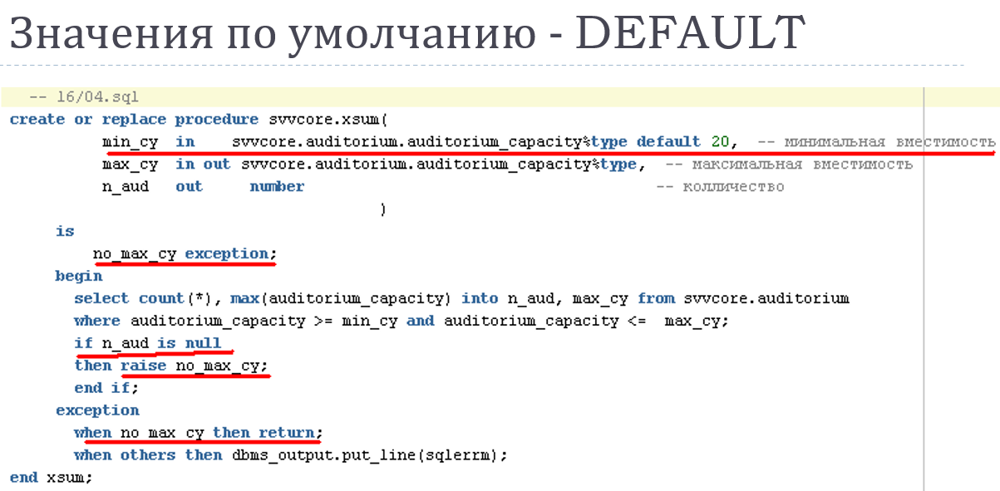 Значения по умолчанию - DEFAULT
-- 16/04.sql
create or replace procedure svvcore.xsum(
min_cy in svvcore.auditorium.auditorium_capacity%type default 20, -- минимальная вместимость
max_cy in out svvcore.auditorium.auditorium_capacity%type, -- максимальная вместимость
n_aud out number -- колличество
)
is
no_max_cy exception;
begin
select count(*), max(auditorium_capacity) into n_aud, max_cy from svvcore.auditorium
where auditorium_capacity >= min_cy and auditorium_capacity <= max_cy;
if n_aud is null
then raise no_max_cy;
end if;
exception
when no_max_cy then return;
when others then dbms_output.put_line(sqlerrm);
end xsum;